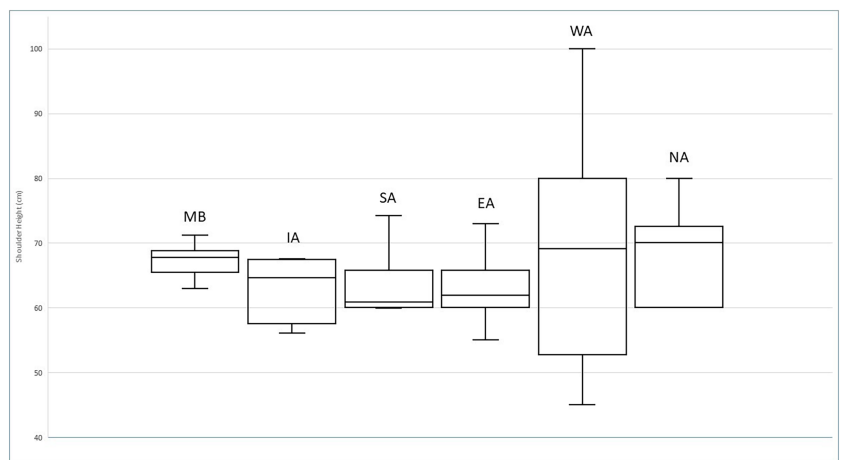 WA
100
90
NA
80
SA
EA
MB
IA
70
60
50
40
Shoulder Height (cm)